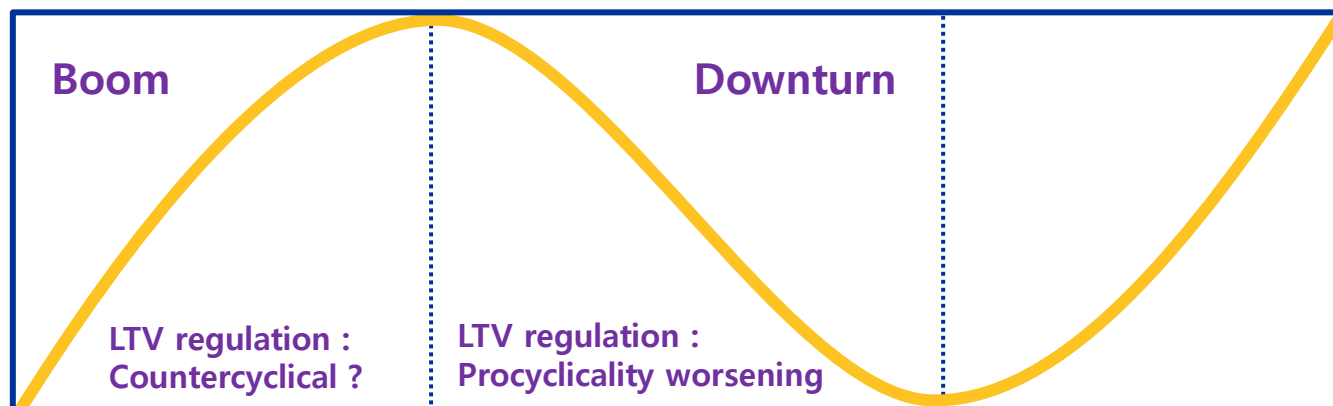 Boom
Downturn
LTV regulation :
Countercyclical ?
LTV regulation :
Procyclicality worsening